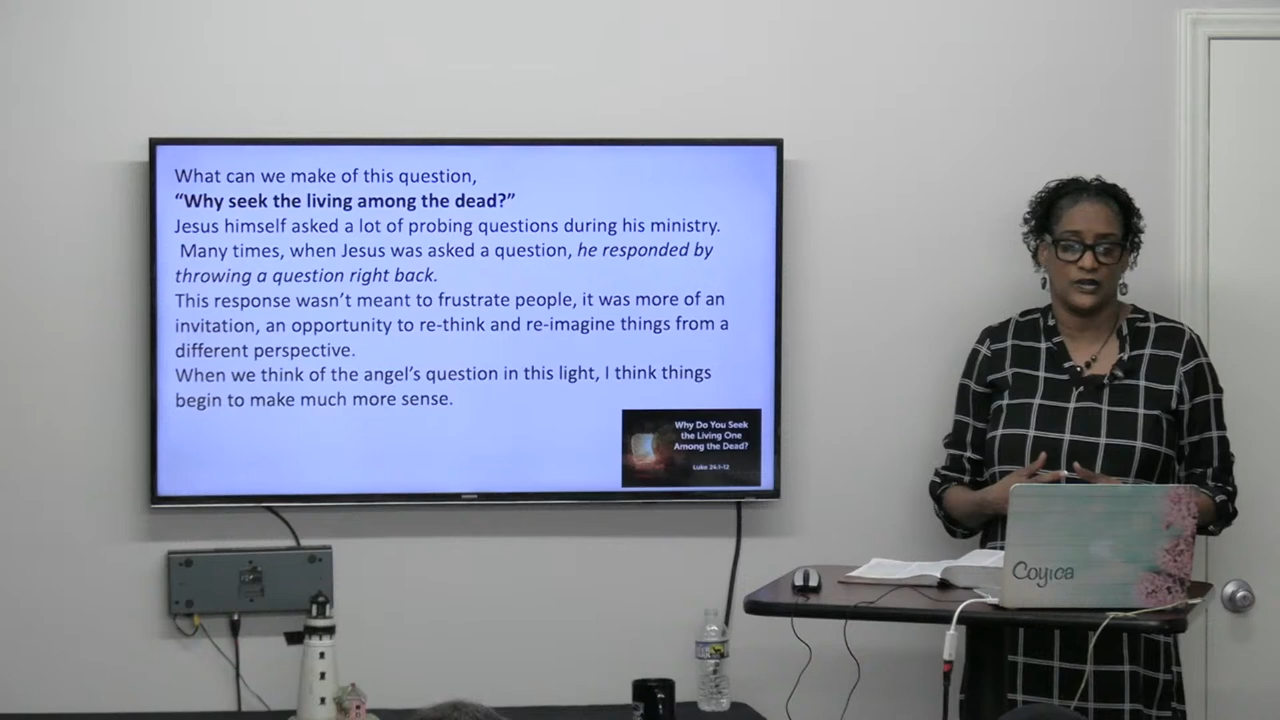 What can we make of this question,
“Why seek the living among the dead?”
Jesus himself asked a lot of probing questions during his ministry.
Many times, when Jesus was asked a question, he responded by
throwing a question right back.
This response wasn’t meant to frustrate people, it was more of an
invitation, an opportunity to re-think and re-imagine things from a
different perspective.
When we think of the angel’s question in this light, I think things
begin to make much more sense.
Why Do You Seek
the Living One
Among the Dead?
Luke 24:1-12
Coyica